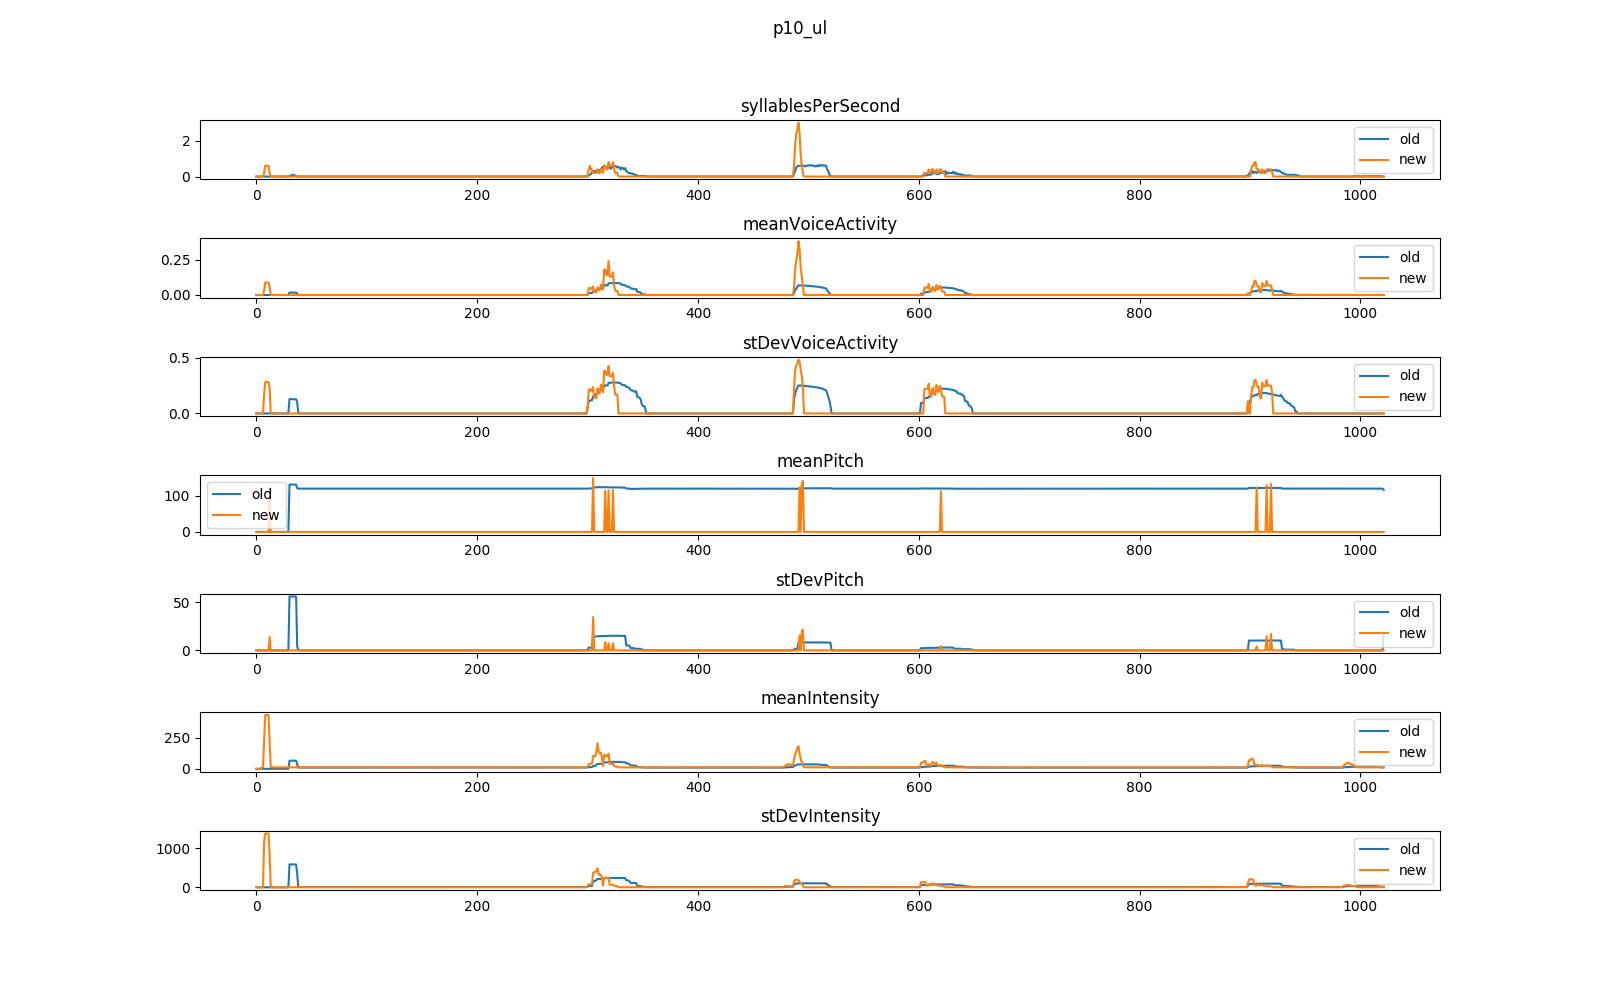 p10_ul
syllablesPerSecond
2
0
old
new
0 200 400 600 800 1000
meanVoiceActivity
0.25
0.00
old
new
0 200 400 600 800 1000
stDevVoiceActivity
0.5
0.0
old
new
0 200 400 600 800 1000
meanPitch
100
0
old
new
0 200 400 600 800 1000
stDevPitch
50
0
old
new
0 200 400 600 800 1000
meanIntensity
250
0
old
new
0 200 400 600 800 1000
stDevIntensity
1000
0
old
new
0 200 400 600 800 1000